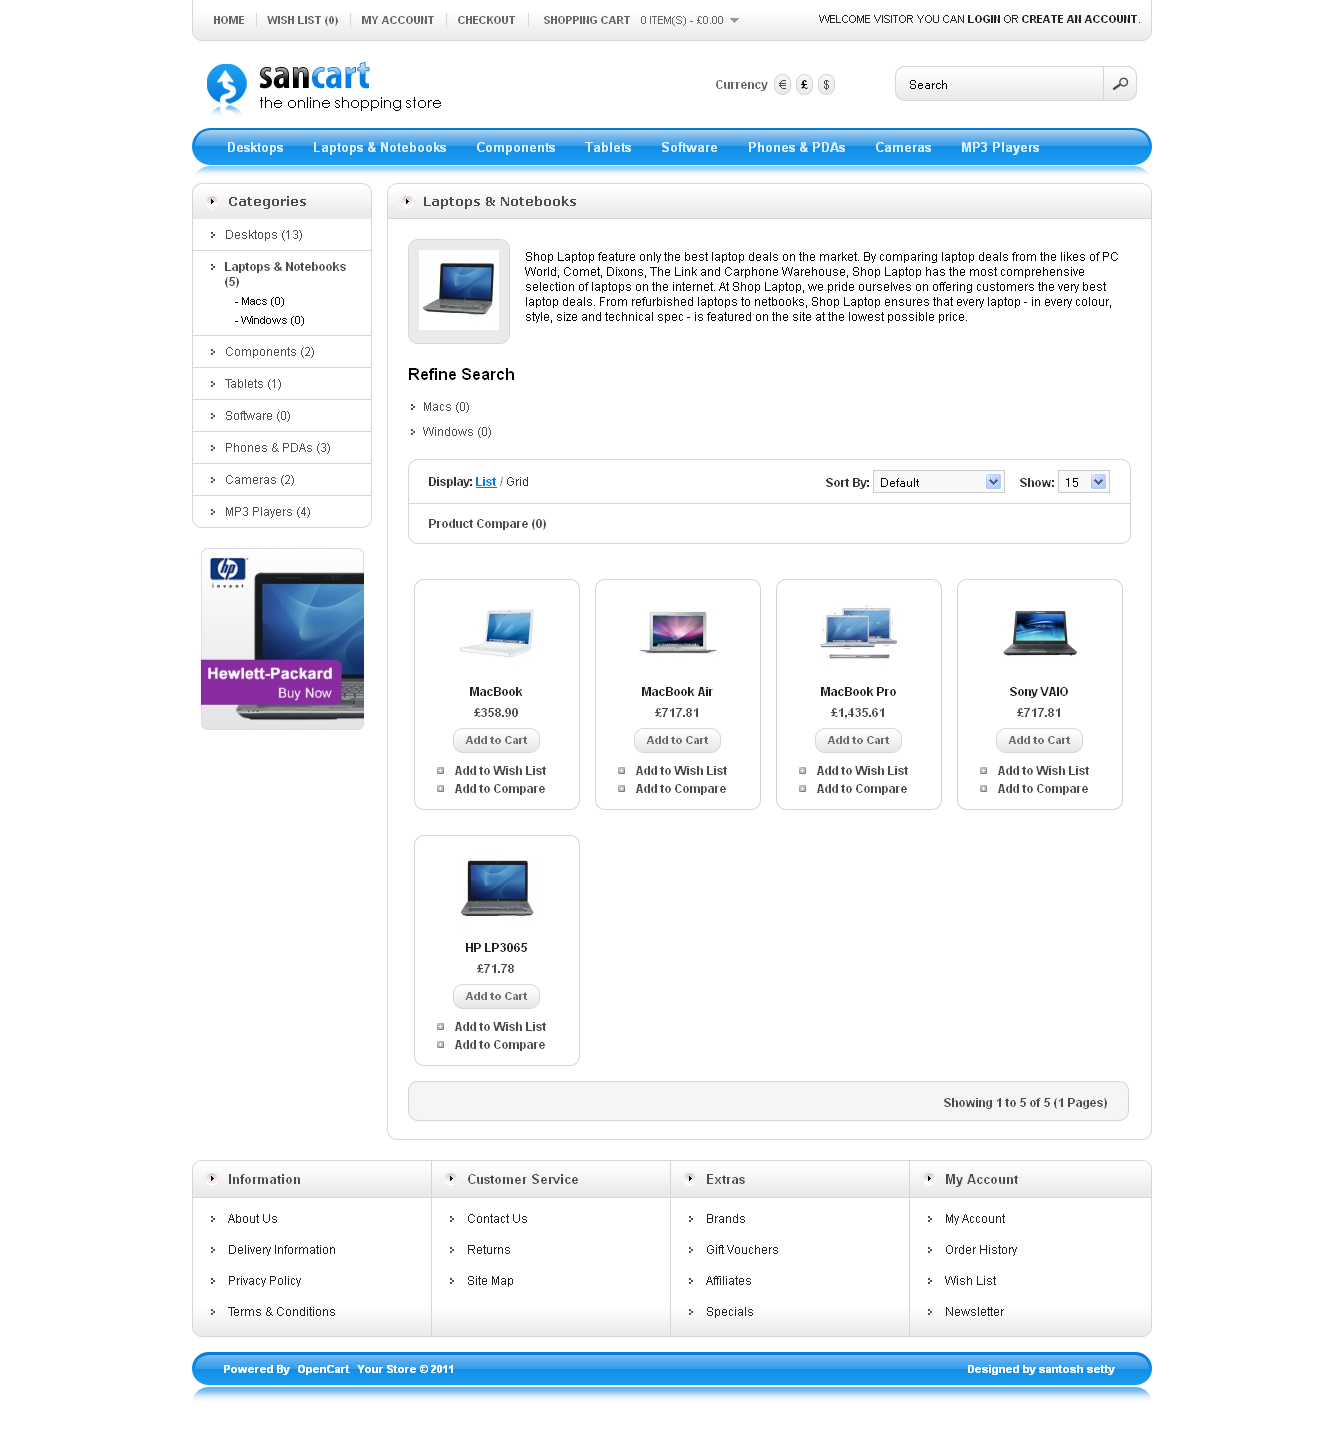 HOME WISH LIST (0) MY ACCOUNT CHECKOUT SHOPPING CART 0 ITEM(S) - £0.00 WELCOME VISITOR YOU CAN LOGIN OR CREATE AN ACCOUNT.
sancart
the online shopping store
Currency € £ $
Search
Desktops Laptops & Notebooks Components Tablets Software Phones & PDAs Cameras MP3 Players
Categories
Desktops (13)
Laptops & Notebooks
(5)
- Macs (0)
- Windows (0)
Components (2)
Tablets (1)
Software (0)
Phones & PDAs (3)
Cameras (2)
MP3 Players (4)
hp
invent
Hewlett-Packard
Buy Now
Laptops & Notebooks
Shop Laptop feature only the best laptop deals on the market. By comparing laptop deals from the likes of PC
World, Comet, Dixons, The Link and Carphone Warehouse, Shop Laptop has the most comprehensive
selection of laptops on the internet. At Shop Laptop, we pride ourselves on offering customers the very best
laptop deals. From refurbished laptops to netbooks, Shop Laptop ensures that every laptop - in every colour,
style, size and technical spec - is featured on the site at the lowest possible price.
Refine Search
Macs (0)
Windows (0)
Display: List / Grid Sort By: Default Show: 15
Product Compare (0)
MacBook
£358.90
Add to Cart
Add to Wish List
Add to Compare
MacBook Air
£717.81
Add to Cart
Add to Wish List
Add to Compare
MacBook Pro
£1,435.61
Add to Cart
Add to Wish List
Add to Compare
Sony VAIO
£717.81
Add to Cart
Add to Wish List
Add to Compare
HP LP3065
£71.78
Add to Cart
Add to Wish List
Add to Compare
Showing 1 to 5 of 5 (1 Pages)
Information
About Us
Delivery Information
Privacy Policy
Terms & Conditions
Customer Service
Contact Us
Returns
Site Map
Extras
Brands
Gift Vouchers
Affiliates
Specials
My Account
My Account
Order History
Wish List
Newsletter
Powered By OpenCart Your Store © 2011 Designed by santosh setty